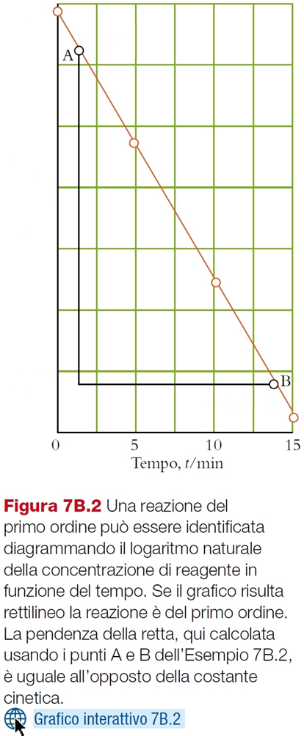 A
B
0 5 10 15
Tempo, t/min
Figura 7B.2 Una reazione del
primo ordine può essere identificata
diagrammando il logaritmo naturale
della concentrazione di reagente in
funzione del tempo. Se il grafico risulta
rettilineo la reazione è del primo ordine.
La pendenza della retta, qui calcolata
usando i punti A e B dell'Esempio 7B.2,
è uguale all'opposto della costante
cinetica.
Grafico interattivo 7B.2